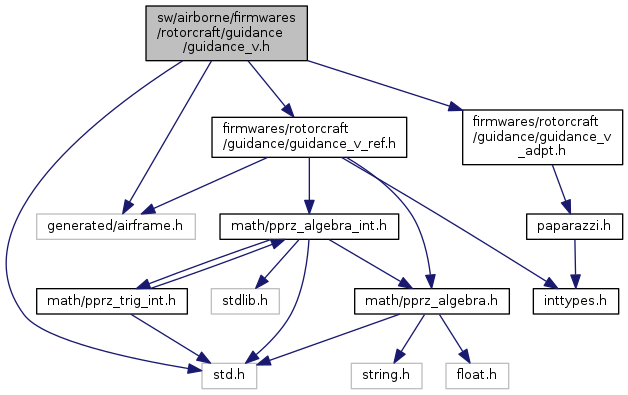 sw/airborne/firmwares
/rotorcraft/guidance
/guidance_v.h
firmwares/rotorcraft
/guidance/guidance_v_ref.h
firmwares/rotorcraft
/guidance/guidance_v
_adpt.h
generated/airframe.h
math/pprz_algebra_int.h
paparazzi.h
math/pprz_trig_int.h
stdlib.h
math/pprz_algebra.h
inttypes.h
std.h
string.h
float.h